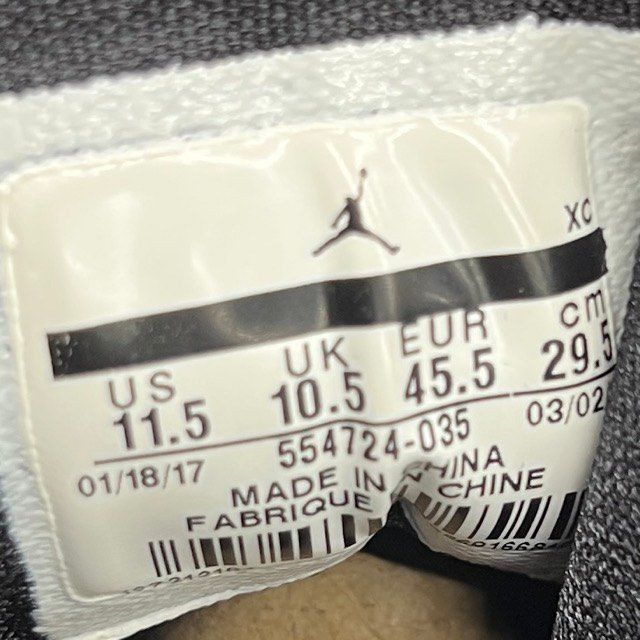 XC
US UK EUR cm
11.5 10.5 45.5 29.5
01/18/17 554724-035 03/02
MADE IN CHINA
FABRIQUE CHINE